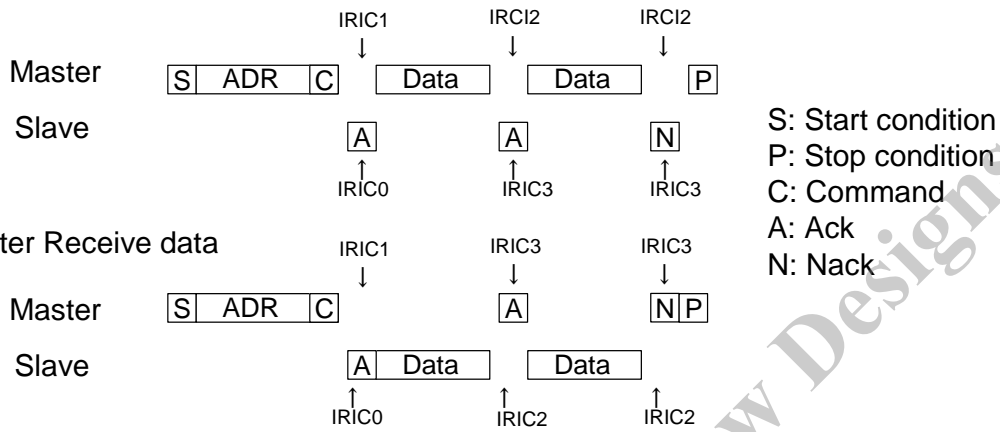 IRIC1 IRCI2 IRCI2
↓ ↓ ↓
Master S ADR C Data Data P
Slave A A N
↑ ↑ ↑
IRIC0 IRIC3 IRIC3
S: Start condition
P: Stop condition
C: Command
A: Ack
N: Nack
ter Receive data
IRIC1 IRIC3 IRIC3
↓ ↓ ↓
Master S ADR C A N P
Slave A Data Data
↑ ↑ ↑
IRIC0 IRIC2 IRIC2
w Designs